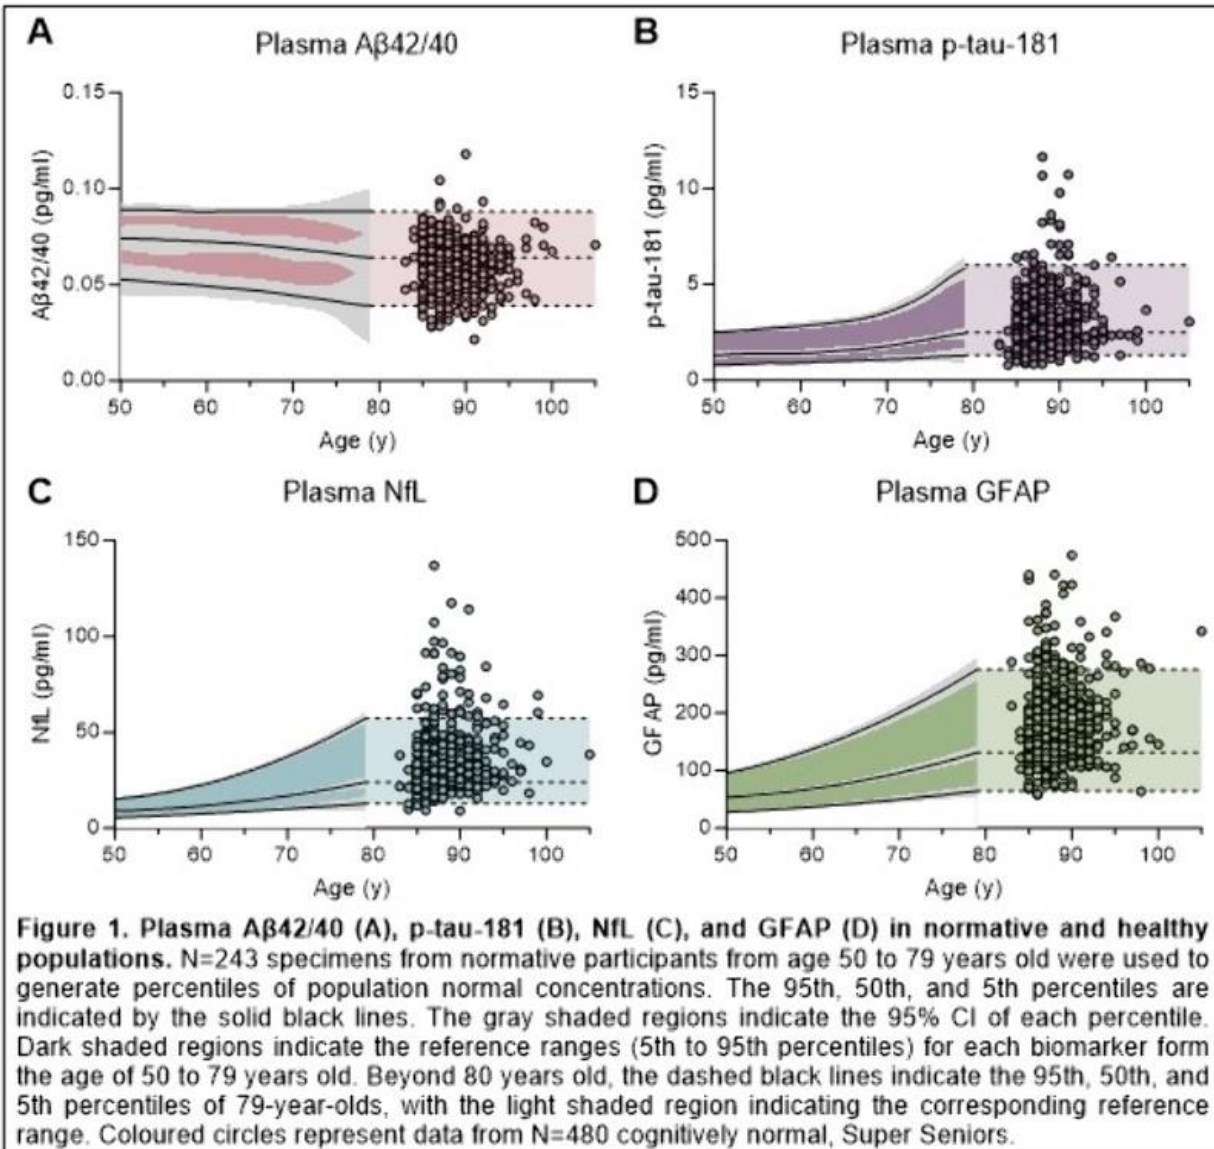 A
Plasma Aβ42/40
B
Plasma p-tau-181
0.15
0.10
0.05
0.00
Aβ42/40 (pg/ml)
50 60 70 80 90 100
Age (y)
15
10
5
0
p-tau-181 (pg/ml)
50 60 70 80 90 100
Age (y)
C
Plasma NfL
D
Plasma GFAP
150
100
50
0
NfL (pg/ml)
50 60 70 80 90 100
Age (y)
500
400
300
200
100
0
GFAP (pg/ml)
50 60 70 80 90 100
Age (y)
Figure 1. Plasma Aβ42/40 (A), p-tau-181 (B), NfL (C), and GFAP (D) in normative and healthy
populations. N=243 specimens from normative participants from age 50 to 79 years old were used to
generate percentiles of population normal concentrations. The 95th, 50th, and 5th percentiles are
indicated by the solid black lines. The gray shaded regions indicate the 95% CI of each percentile.
Dark shaded regions indicate the reference ranges (5th to 95th percentiles) for each biomarker form
the age of 50 to 79 years old. Beyond 80 years old, the dashed black lines indicate the 95th, 50th, and
5th percentiles of 79-year-olds, with the light shaded region indicating the corresponding reference
range. Coloured circles represent data from N=480 cognitively normal, Super Seniors.